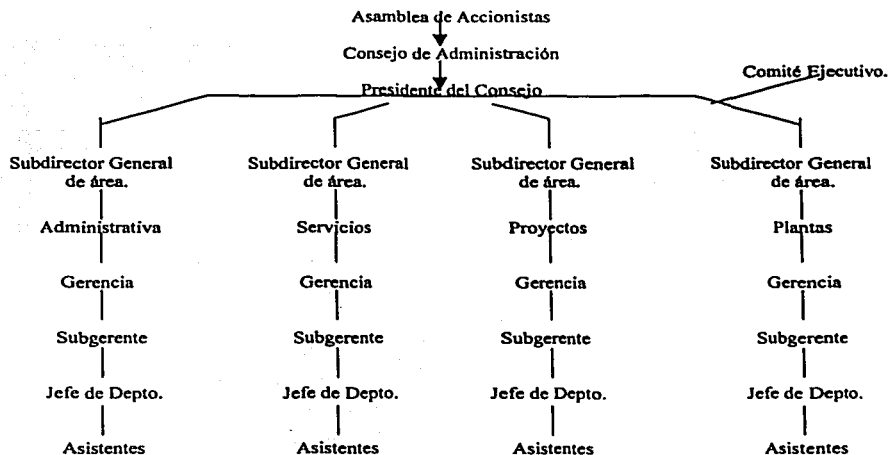 Asamblea de Accionistas
Consejo de Administración
Comité Ejecutivo.
Presidente del Consejo
Subdirector General Subdirector General Subdirector General Subdirector General
de área. de área. de área. de área.
Administrativa Servicios Proyectos Plantas
Gerencia Gerencia Gerencia Gerencia
Subgerente Subgerente Subgerente Subgerente
Jefe de Depto. Jefe de Depto. Jefe de Depto. Jefe de Depto.
Asistentes Asistentes Asistentes Asistentes